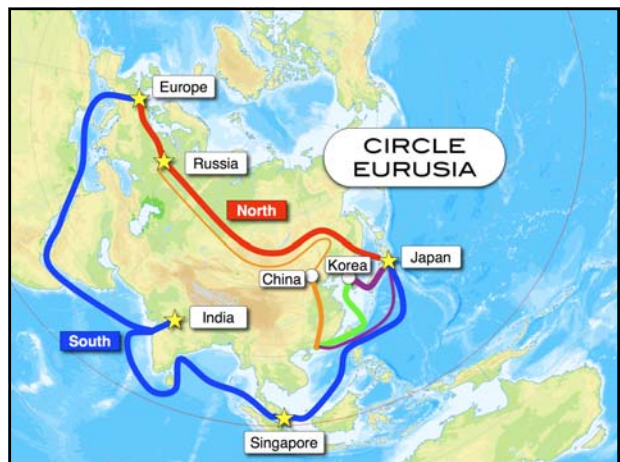 Europe
CIRCLE
EURUSIA
Russia
North
Korea
Japan
China
India
South
Singapore